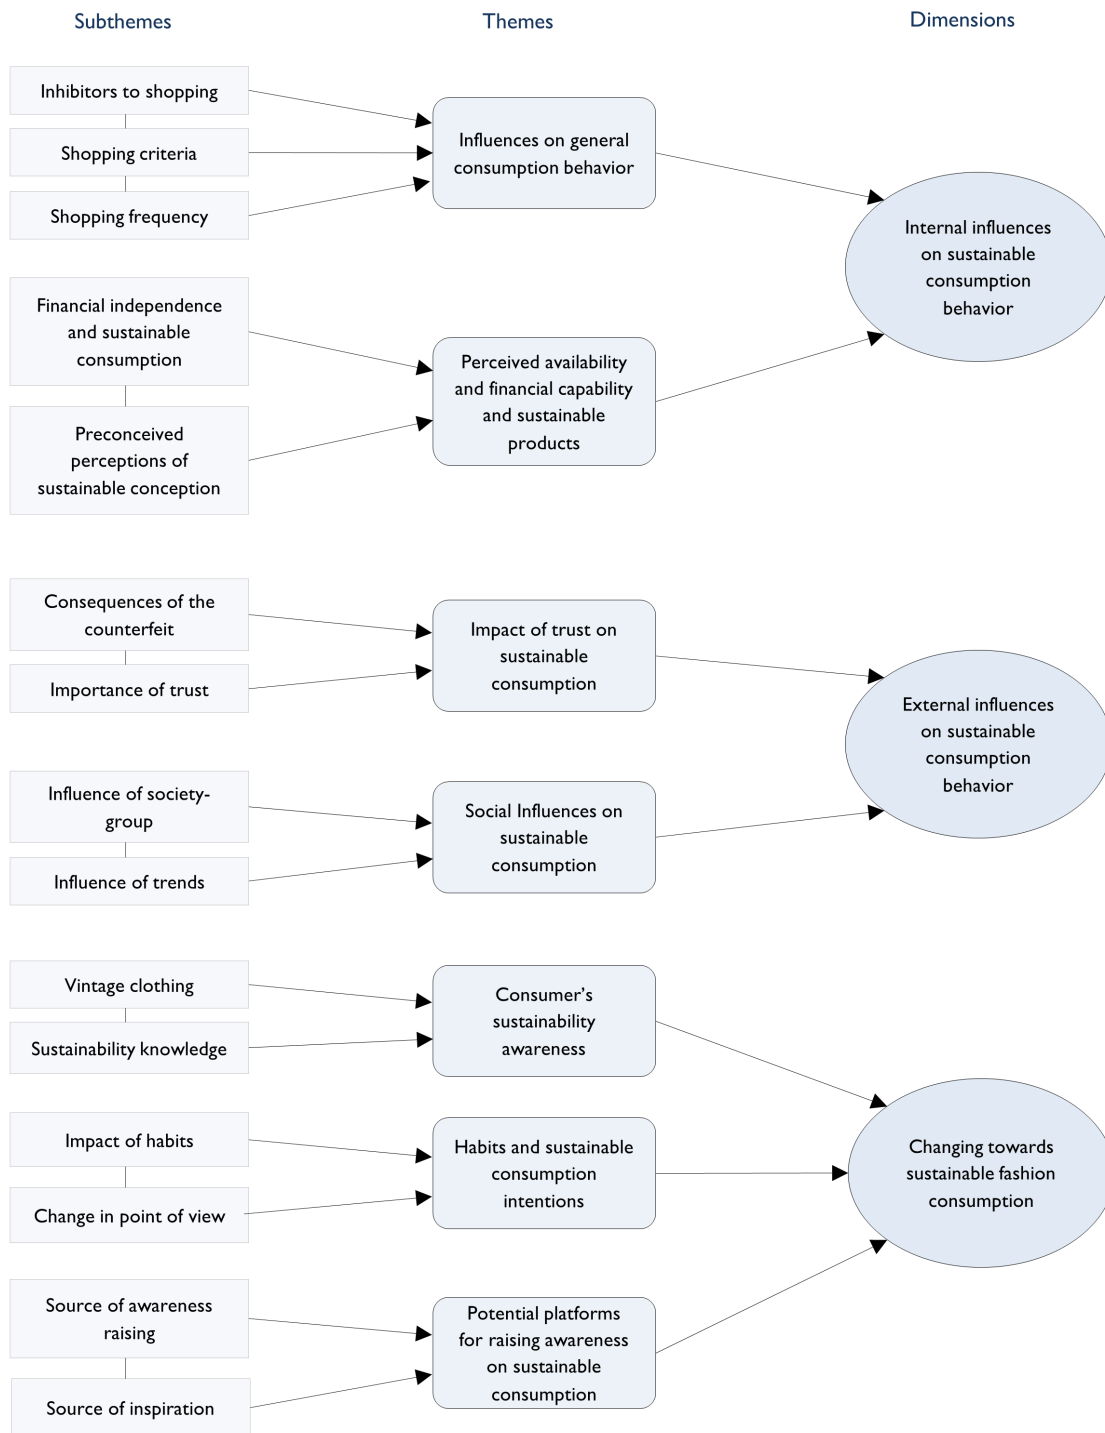 Subthemes
Themes
Dimensions
Inhibitors to shopping
Shopping criteria
Shopping frequency
Influences on general
consumption behavior
Financial independence
and sustainable
consumption
Preconceived
perceptions of
sustainable conception
Perceived availability
and financial capability
and sustainable
products
Internal influences
on sustainable
consumption
behavior
Consequences of the
counterfeit
Importance of trust
Impact of trust on
sustainable
consumption
Influence of society-
group
Influence of trends
Social Influences on
sustainable
consumption
External influences
on sustainable
consumption
behavior
Vintage clothing
Sustainability knowledge
Consumer’s
sustainability
awareness
Impact of habits
Change in point of view
Habits and sustainable
consumption
intentions
Source of awareness
raising
Source of inspiration
Potential platforms
for raising awareness
on sustainable
consumption
Changing towards
sustainable fashion
consumption